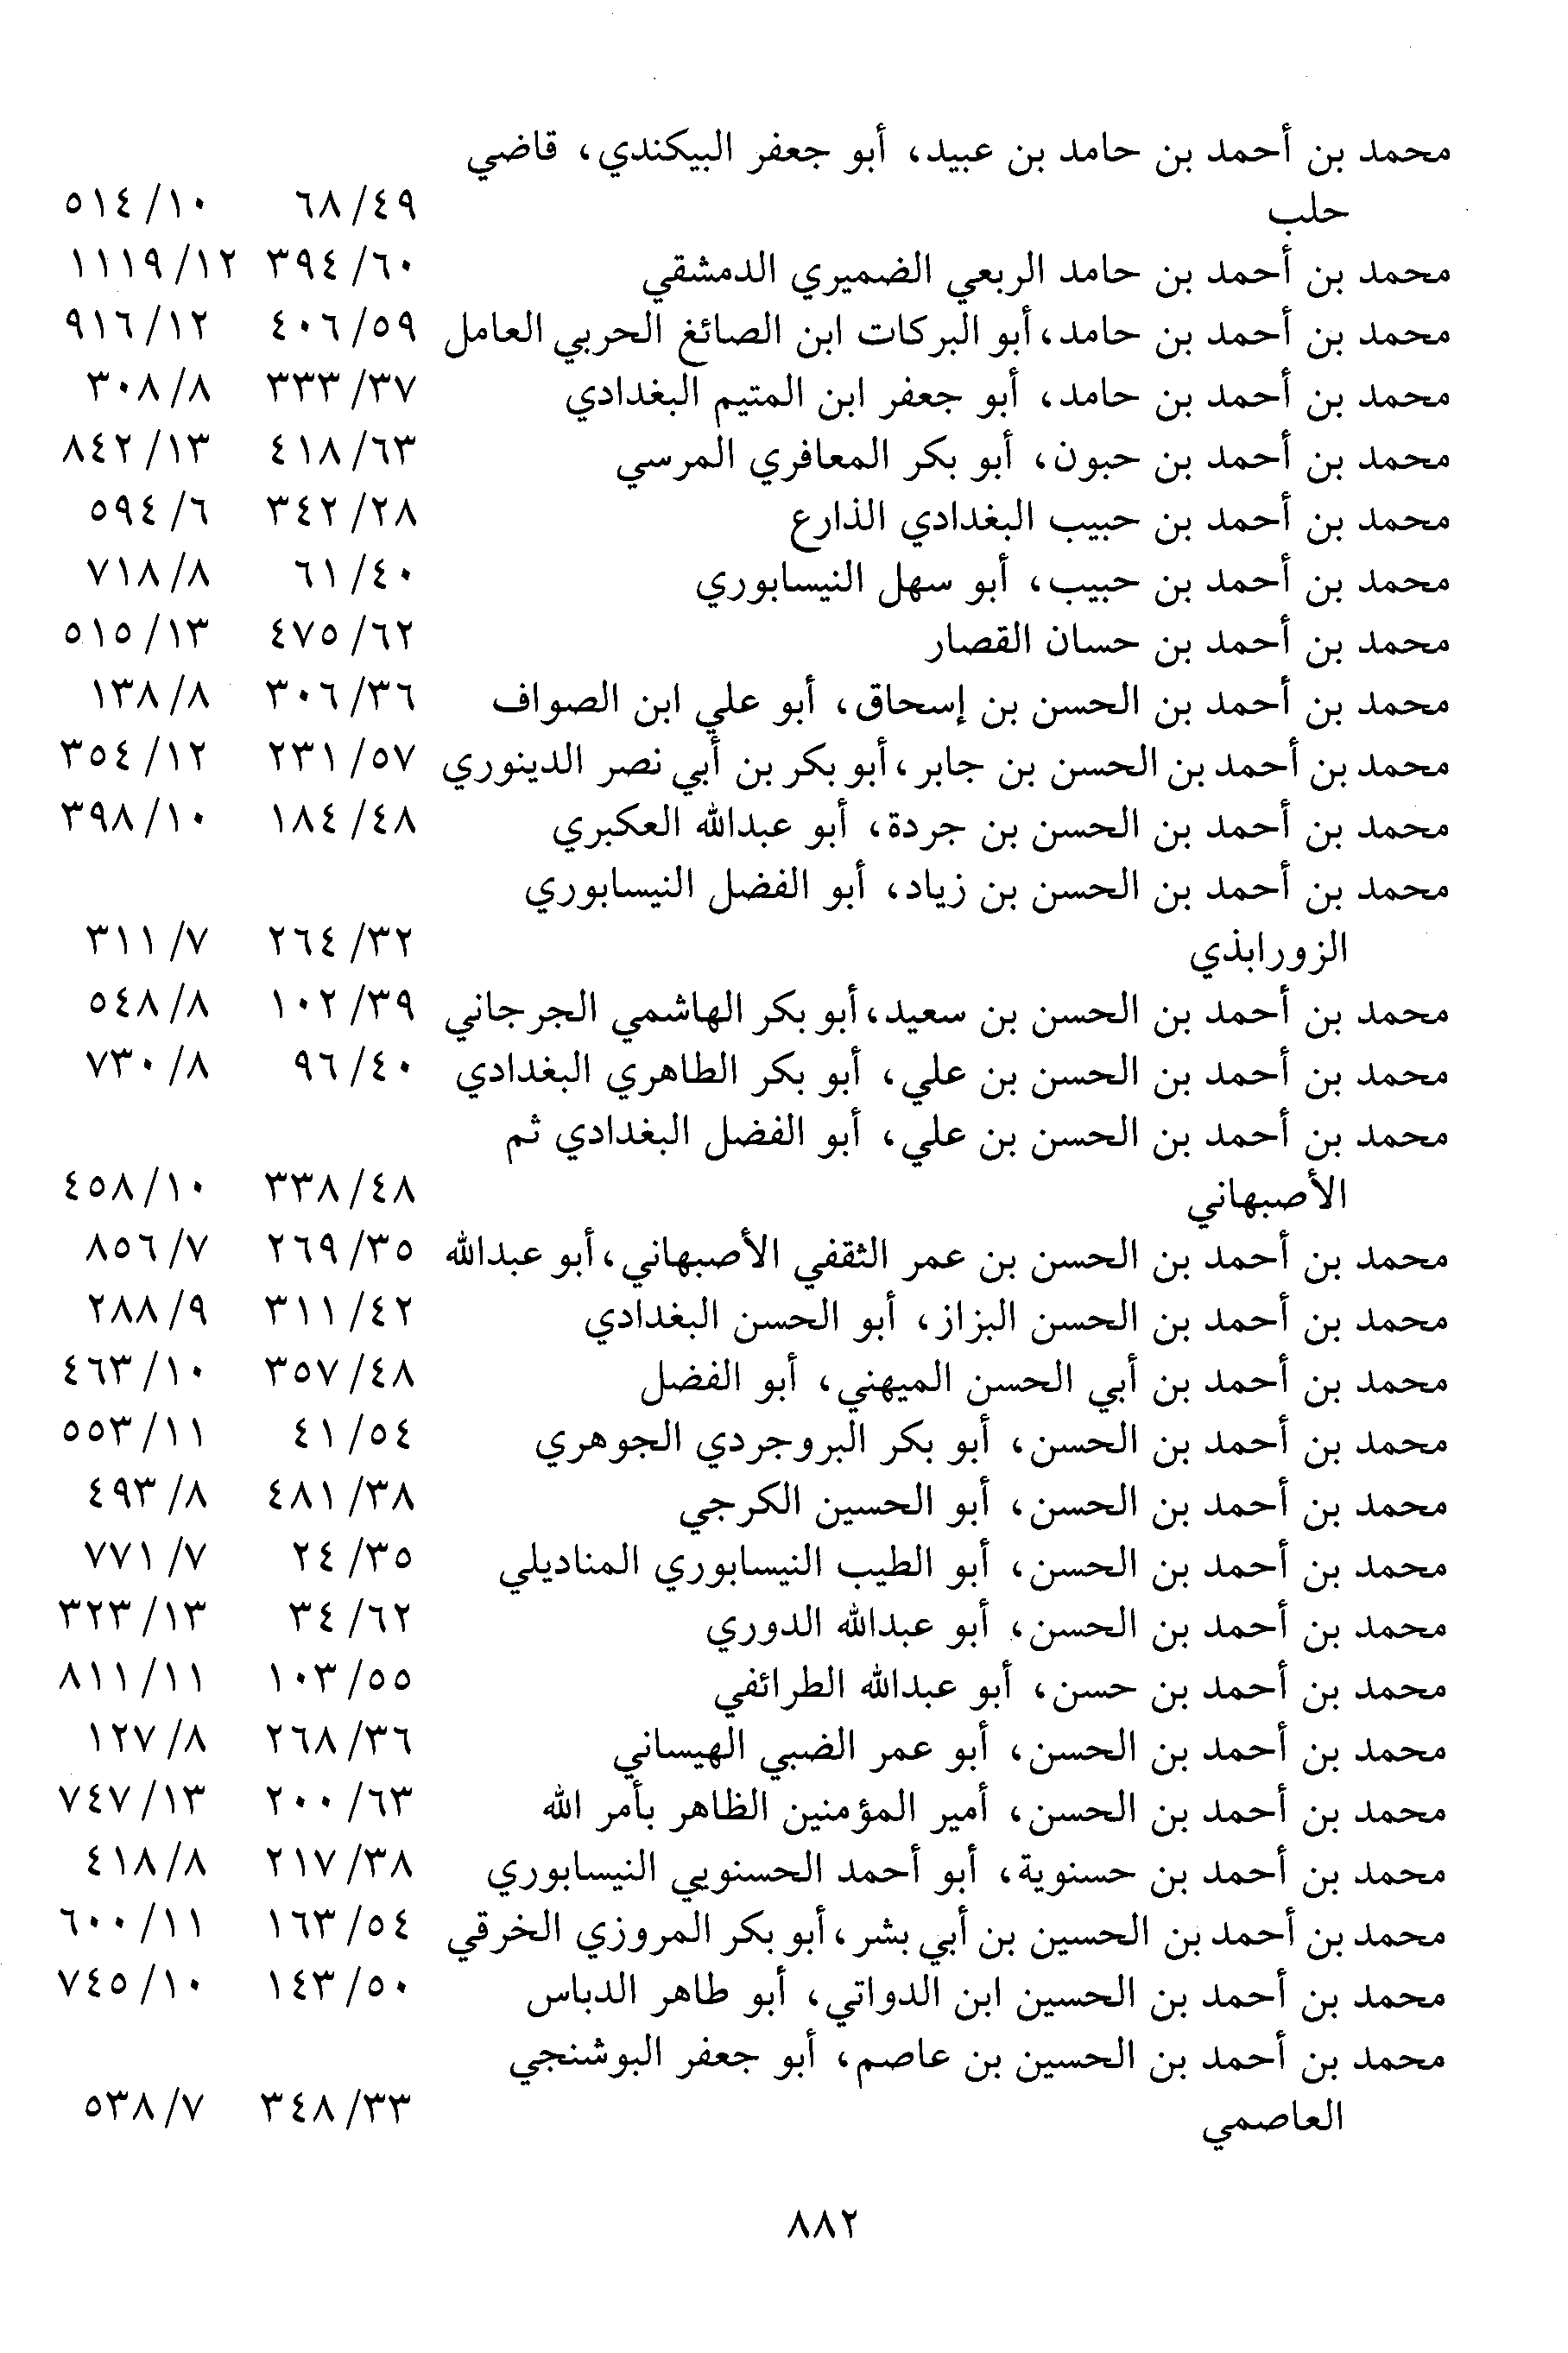 محمد بن أحمد بن حامد بن عبيد، أبو جعفر البيكندي، قاضي
حلب ٤٩/ ٦٨ ١٠/ ٥١٤
محمد بن أحمد بن حامد الربعي الضميري الدمشقي ٦٠/ ٣٩٤ ١٢/ ١١١٩
محمد بن أحمد بن حامد، أبو البركات ابن الصائغ الحربي العامل ٥٩/ ٤٠٦ ١٢/ ٩١٦
محمد بن أحمد بن حامد، أبو جعفر ابن المتيم البغدادي ٣٧/ ٣٣٣ ٨/ ٣٠٨
محمد بن أحمد بن حبون، أبو بكر المعافري المرسي ٦٣/ ٤١٨ ١٣/ ٨٤٢
محمد بن أحمد بن حبيب البغدادي الذارع ٢٨/ ٣٤٢ ٦/ ٥٩٤
محمد بن أحمد بن حبيب، أبو سهل النيسابوري ٤٠/ ٦١ ٨/ ٧١٨
محمد بن أحمد بن حسان القصار ٦٢/ ٤٧٥ ١٣/ ٥١٥
محمد بن أحمد بن الحسن بن إسحاق، أبو علي ابن الصواف ٣٦/ ٣٠٦ ٨/ ١٣٨
محمد بن أحمد بن الحسن بن جابر، أبو بكر بن أبي نصر الدينوري ٥٧/ ٢٣١ ١٢/ ٣٥٤
محمد بن أحمد بن الحسن بن جردة، أبو عبدالله العكبري ٤٨/ ١٨٤ ١٠/ ٣٩٨
محمد بن أحمد بن الحسن بن زياد، أبو الفضل النيسابوري
الزورابذي ٣٢/ ٢٦٤ ٧/ ٣١١
محمد بن أحمد بن الحسن بن سعيد، أبو بكر الهاشمي الجرجاني ٣٩/ ١٠٢ ٨/ ٥٤٨
محمد بن أحمد بن الحسن بن علي، أبو بكر الطاهري البغدادي ٤٠/ ٩٦ ٨/ ٧٣٠
محمد بن أحمد بن الحسن بن علي، أبو الفضل البغدادي ثم
الأصبهاني ٤٨/ ٣٣٨ ١٠/ ٤٥٨
محمد بن أحمد بن الحسن بن عمر الثقفي الأصبهاني، أبو عبدالله ٣٥/ ٢٦٩ ٧/ ٨٥٦
محمد بن أحمد بن الحسن البزاز، أبو الحسن البغدادي ٤٢/ ٣١١ ٩/ ٢٨٨
محمد بن أحمد بن أبي الحسن الميهني، أبو الفضل ٤٨/ ٣٥٧ ١٠/ ٤٦٣
محمد بن أحمد بن الحسن، أبو بكر البروجردي الجوهري ٥٤/ ٤١ ١١/ ٥٥٣
محمد بن أحمد بن الحسن، أبو الحسين الكرجي ٣٨/ ٤٨١ ٨/ ٤٩٣
محمد بن أحمد بن الحسن، أبو الطيب النيسابوري المناديلي ٣٥/ ٢٤ ٧/ ٧٧١
محمد بن أحمد بن الحسن، أبو عبدالله الدوري ٦٢/ ٣٤ ١٣/ ٣٢٣
محمد بن أحمد بن حسن، أبو عبدالله الطرائفي ٥٥/ ١٠٣ ١١/ ٨١١
محمد بن أحمد بن الحسن، أبو عمر الضبي الهيساني ٣٦/ ٢٦٨ ٨/ ١٢٧
محمد بن أحمد بن الحسن، أمير المؤمنين الظاهر بأمر الله ٦٣/ ٢٠٠ ١٣/ ٧٤٧
محمد بن أحمد بن حسنوية، أبو أحمد الحسنويي النيسابوري ٣٨/ ٢١٧ ٨/ ٤١٨
محمد بن أحمد بن الحسين بن أبي بشر، أبو بكر المروزي الخرقي ٥٤/ ١٦٣ ١١/ ٦٠٠
محمد بن أحمد بن الحسين ابن الدواتي، أبو طاهر الدباس ٥٠/ ١٤٣ ١٠/ ٧٤٥
محمد بن أحمد بن الحسين بن عاصم، أبو جعفر البوشنجي
العاصمي ٣٣/ ٣٤٨ ٧/ ٥٣٨
٨٨٢